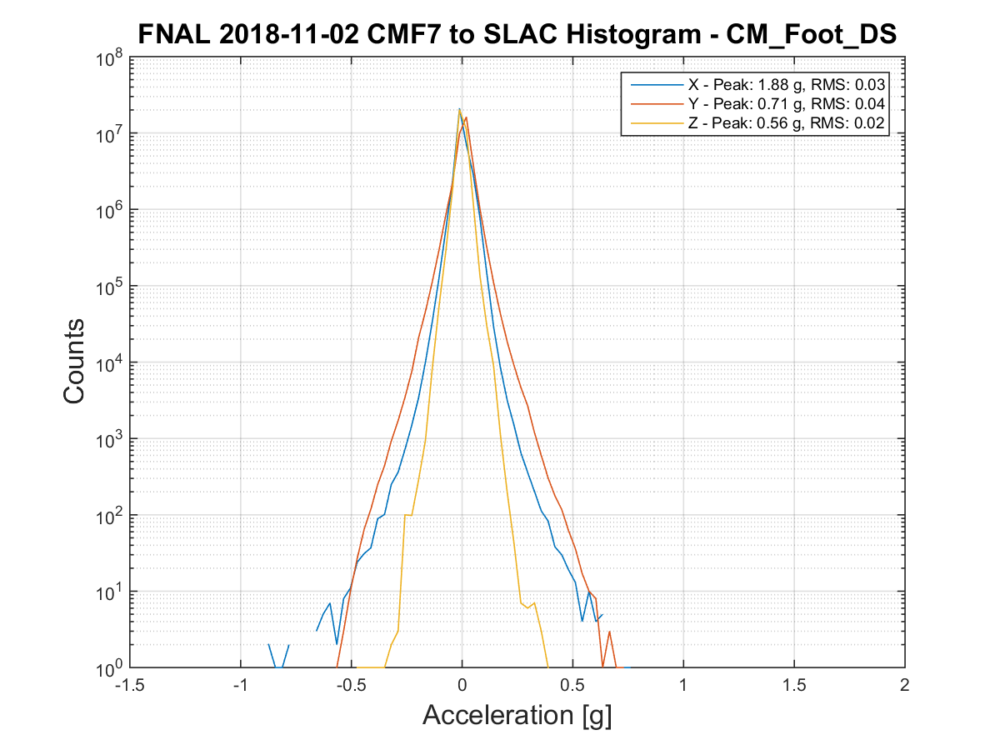 FNAL 2018-11-02 CMF7 to SLAC Histogram - CM_Foot_DS
10^8
10^7
10^6
10^5
10^4
10^3
10^2
10^1
10^0
Counts
X - Peak: 1.88 g, RMS: 0.03
Y - Peak: 0.71 g, RMS: 0.04
Z - Peak: 0.56 g, RMS: 0.02
-1.5 -1 -0.5 0 0.5 1 1.5 2
Acceleration [g]